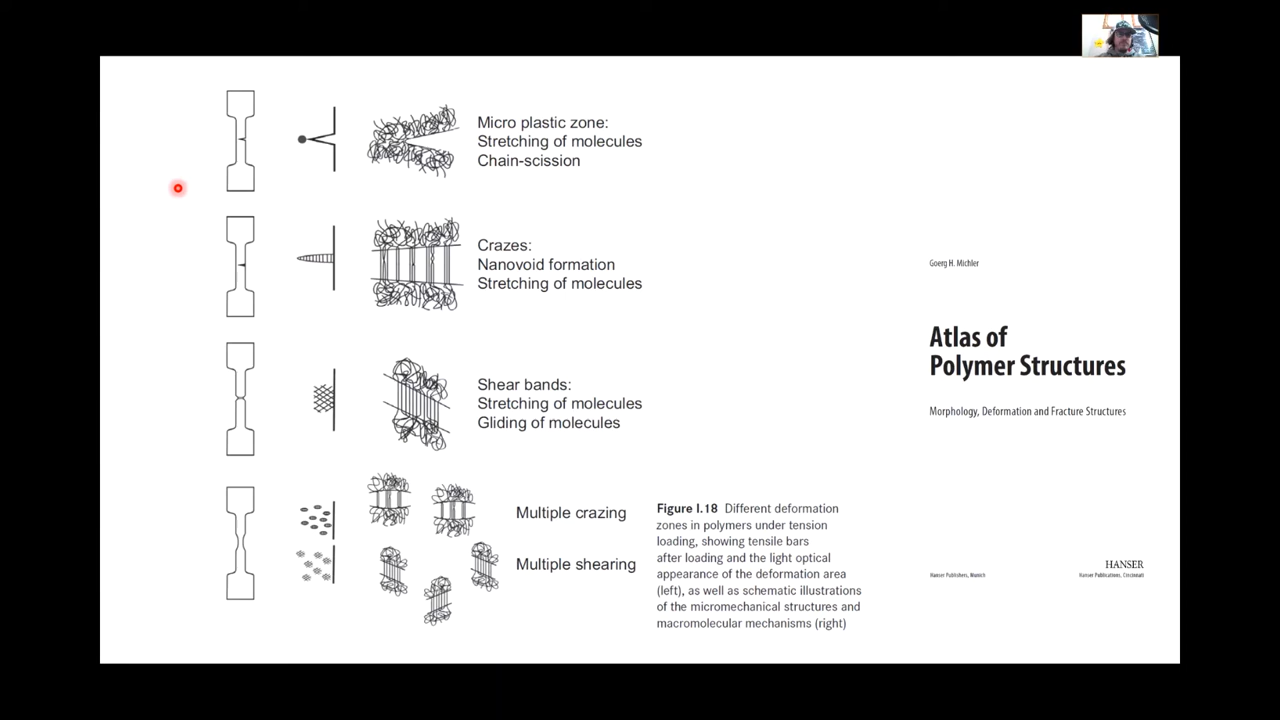 Micro plastic zone:
Stretching of molecules
Chain-scission
Crazes:
Nanovoid formation
Stretching of molecules
Shear bands:
Stretching of molecules
Gliding of molecules
Multiple crazing
Multiple shearing
Figure I.18 Different deformation
zones in polymers under tension
loading, showing tensile bars
after loading and the light optical
appearance of the deformation area
(left), as well as schematic illustrations
of the micromechanical structures and
macromolecular mechanisms (right)
Goerg H. Michler
Atlas of
Polymer Structures
Morphology, Deformation and Fracture Structures
HANSER
Hanser Publishers, Munich
Hanser Publications, Cincinnati